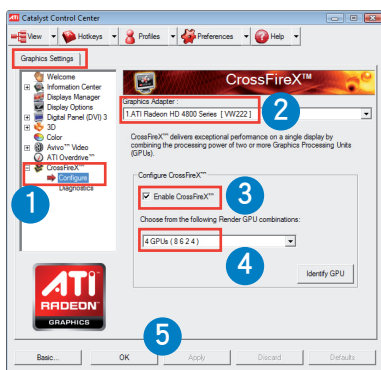 ATI Catalyst Control Center
View Hotkeys Profiles Preferences Help
Graphics Settings
Welcome
Information Center
Displays Manager
Display Options
Digital Panel (DVI) 3
3D
Color
Avivo™ Video
ATI Overdrive™
CrossFireX™
Configure
Diagnostics
1
CrossFireX™
Graphics Adapter :
1.ATI Radeon HD 4800 Series [ VW222 ]
2
CrossFireX™ delivers exceptional performance on a single display by
combining the processing power of two or more Graphics Processing Units
(GPUs).
Configure CrossFireX™
Enable CrossFireX™
3
Choose from the following Render GPU combinations:
4 GPUs ( 8 6 2 4 )
4
Identify GPU
ATI
RADEON
GRAPHICS
5
Basic... OK Apply Discard Defaults